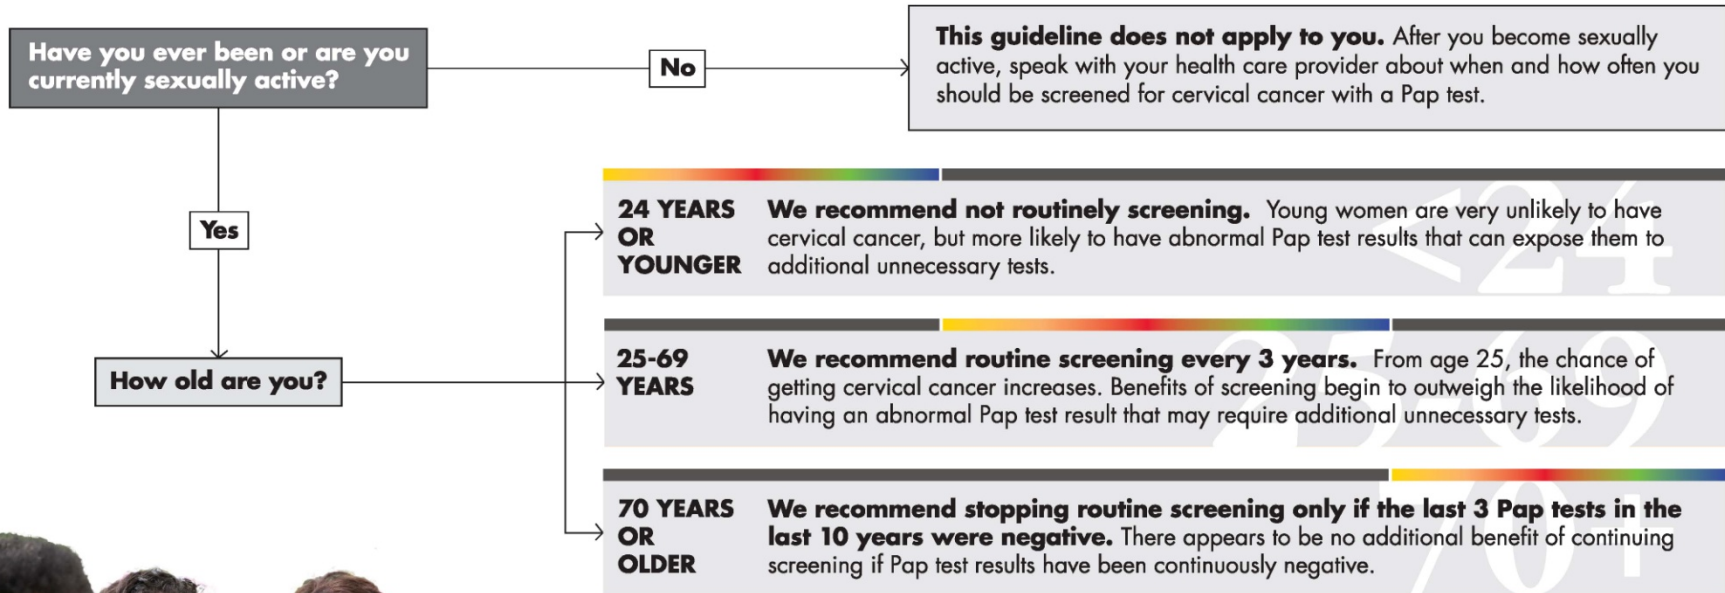 Have you ever been or are you
currently sexually active?
No
This guideline does not apply to you. After you become sexually
active, speak with your health care provider about when and how often you
should be screened for cervical cancer with a Pap test.
Yes
How old are you?
<24
24 YEARS
OR
YOUNGER
We recommend not routinely screening. Young women are very unlikely to have
cervical cancer, but more likely to have abnormal Pap test results that can expose them to
additional unnecessary tests.
25-69
25-69
YEARS
We recommend routine screening every 3 years. From age 25, the chance of
getting cervical cancer increases. Benefits of screening begin to outweigh the likelihood of
having an abnormal Pap test result that may require additional unnecessary tests.
70+
70 YEARS
OR
OLDER
We recommend stopping routine screening only if the last 3 Pap tests in the
last 10 years were negative. There appears to be no additional benefit of continuing
screening if Pap test results have been continuously negative.